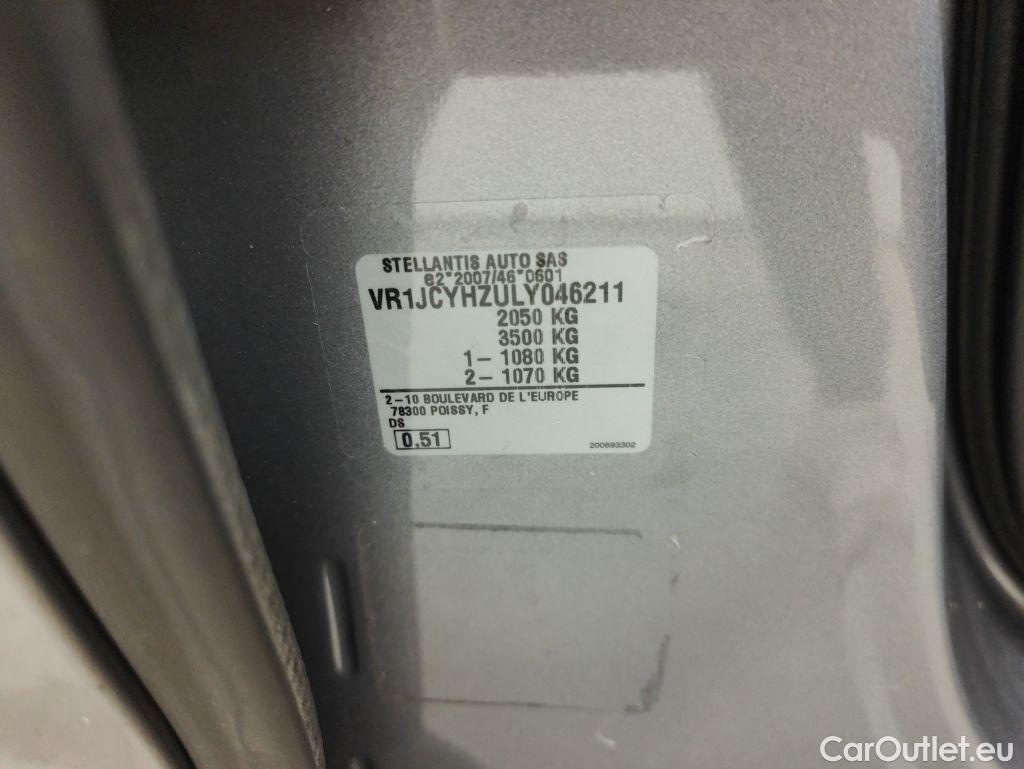 STELLANTIS AUTO SAS
e2*2007/46*0601
VR1JCYHZULY046211
2050 KG
3500 KG
1- 1080 KG
2- 1070 KG
2-10 BOULEVARD DE L'EUROPE
78300 POISSY, F
DS
0.51
200693302
CarOutlet.eu